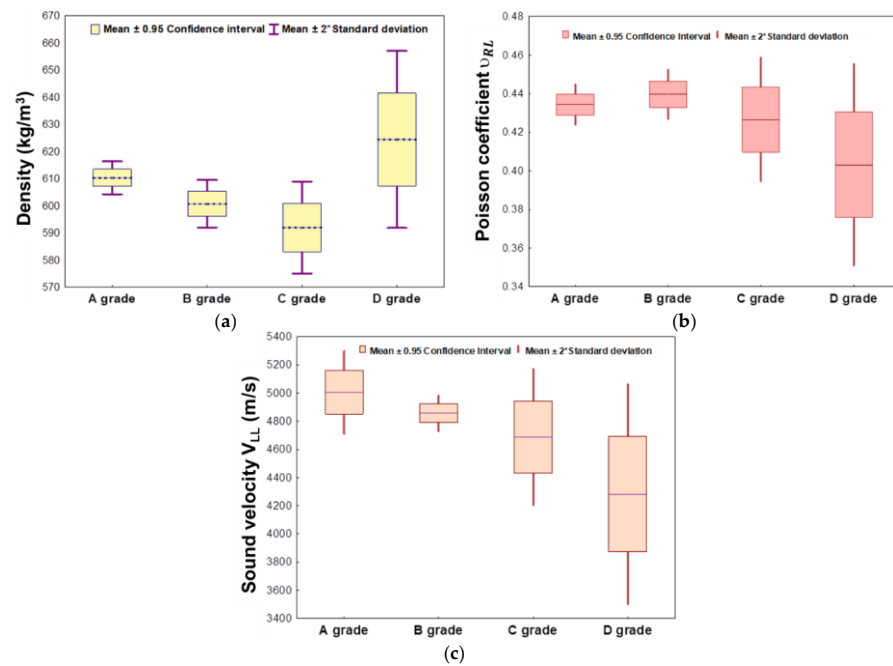 Mean ± 0.95 Confidence interval Mean ± 2* Standard deviation
Density (kg/m³)
670
660
650
640
630
620
610
600
590
580
570
A grade B grade C grade D grade
(a)
Mean ± 0.95 Confidence Interval Mean ± 2* Standard deviation
Poisson coefficient υRL
0.48
0.44
0.42
0.40
0.38
0.36
0.34
A grade B grade C grade D grade
(b)
Mean ± 0.95 Confidence Interval Mean ± 2* Standard deviation
Sound velocity VLL (m/s)
5400
5200
5000
4800
4600
4400
4200
4000
3800
3600
3400
A grade B grade C grade D grade
(c)